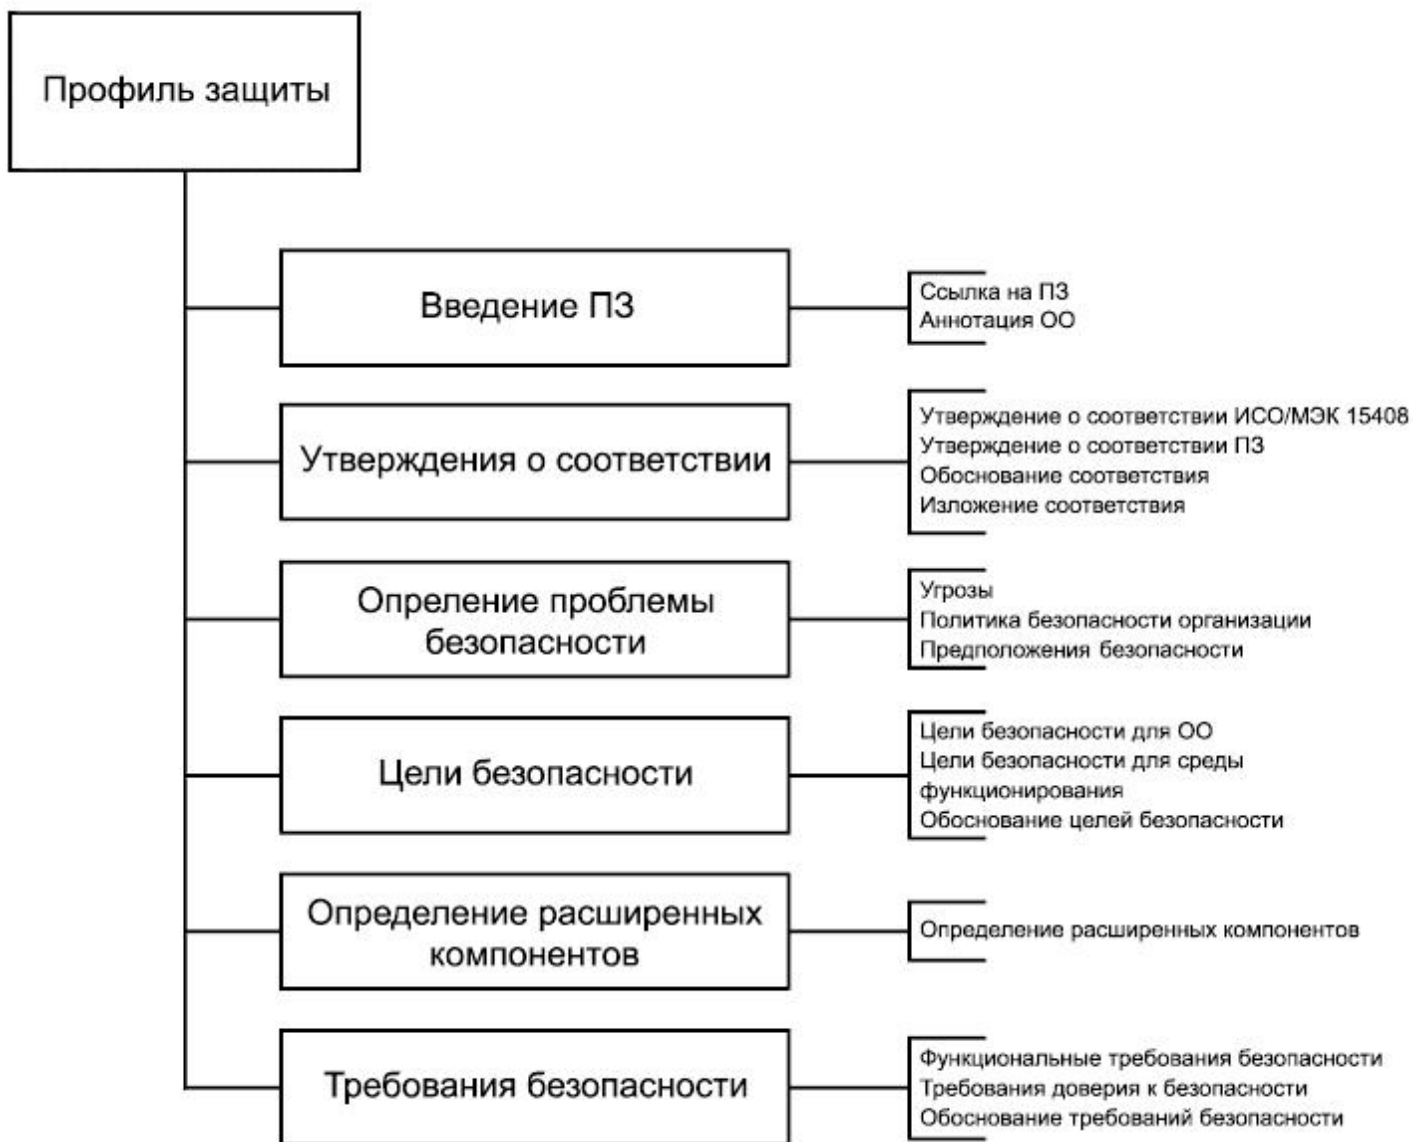 Профиль защиты
Введение ПЗ
Ссылка на ПЗ
Аннотация ОО
Утверждения о соответствии
Утверждение о соответствии ИСО/МЭК 15408
Утверждение о соответствии ПЗ
Обоснование соответствия
Изложение соответствия
Опреление проблемы
безопасности
Угрозы
Политика безопасности организации
Предположения безопасности
Цели безопасности
Цели безопасности для ОО
Цели безопасности для среды
функционирования
Обоснование целей безопасности
Определение расширенных
компонентов
Определение расширенных компонентов
Требования безопасности
Функциональные требования безопасности
Требования доверия к безопасности
Обоснование требований безопасности